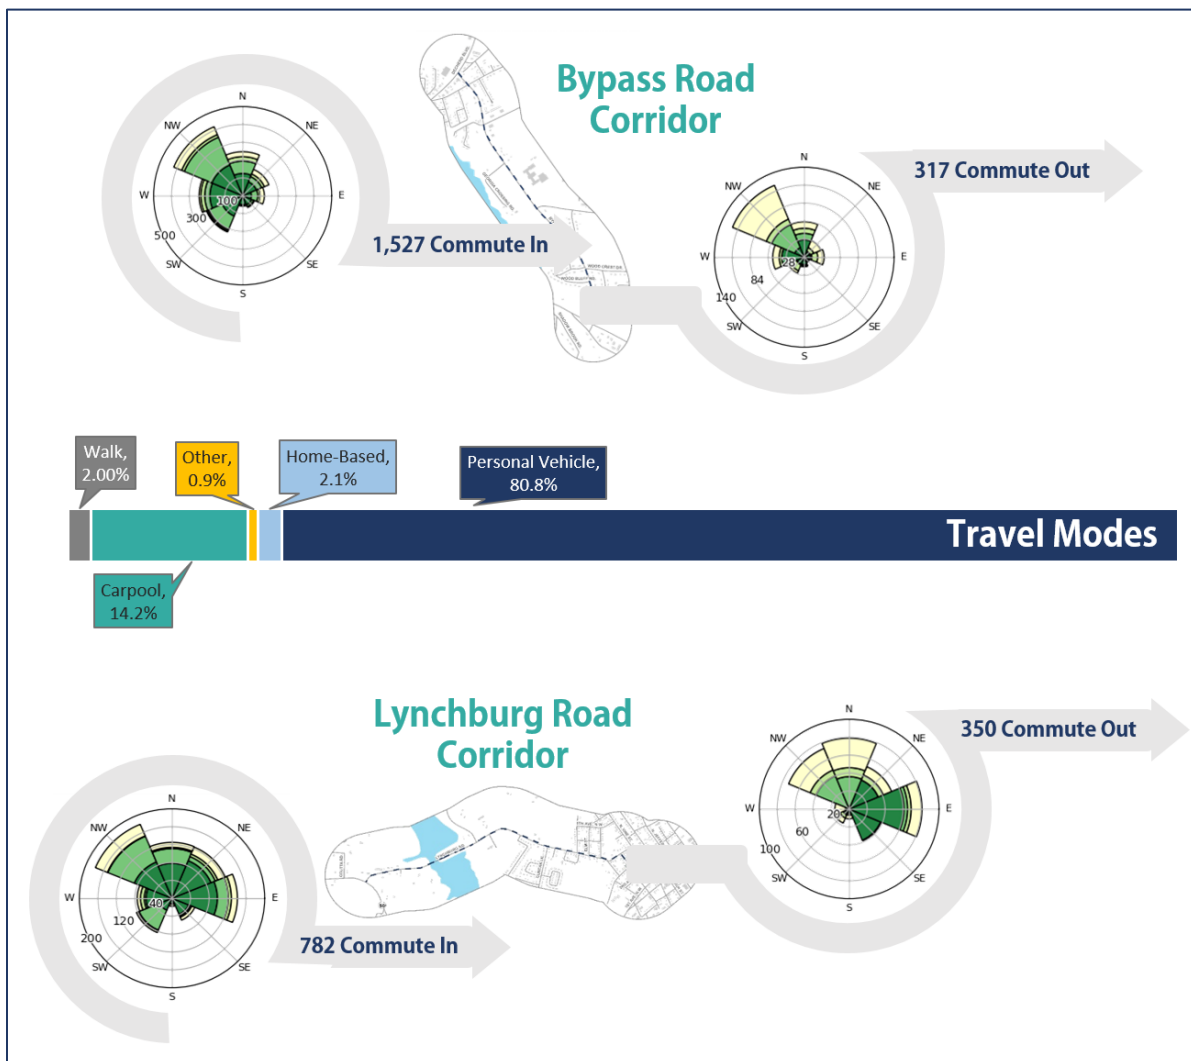 Bypass Road
Corridor
N
NE
E
SE
S
SW
W
NW
100
300
500
1,527 Commute In
N
NE
E
SE
S
SW
W
NW
28
84
140
317 Commute Out
Walk,
2.00%
Other,
0.9%
Home-Based,
2.1%
Personal Vehicle,
80.8%
Travel Modes
Carpool,
14.2%
Lynchburg Road
Corridor
N
NE
E
SE
S
SW
W
NW
40
120
200
782 Commute In
N
NE
E
SE
S
SW
W
NW
20
60
100
350 Commute Out